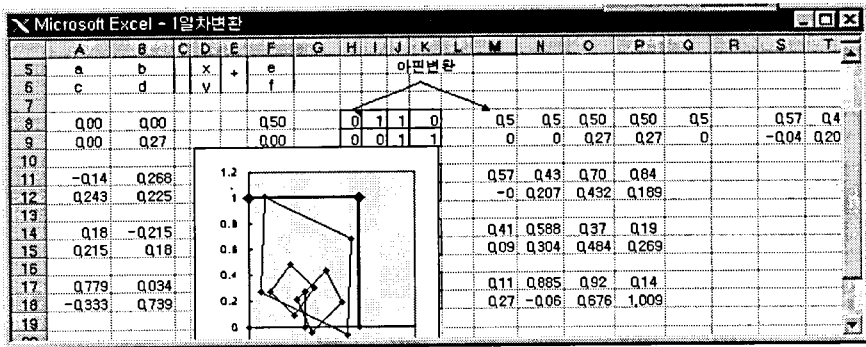 Microsoft Excel - 1일차변환
A B C D E F G H I J K L M N O P Q R S T
5 a b x + e 아핀변환
6 c d y f
7
8 0,00 0,00 0,50 0 1 1 0 0,5 0,5 0,50 0,50 0,5 0,57 0,4
9 0,00 0,27 0,00 0 0 1 1 0 0 0,27 0,27 0 -0,04 0,20
10
11 -0,14 0,268 0,57 0,43 0,70 0,84
12 0,243 0,225 -0 0,207 0,432 0,189
13
14 0,18 -0,215 0,41 0,588 0,37 0,19
15 0,215 0,18 0,09 0,304 0,484 0,269
16
17 0,779 0,034 0,11 0,885 0,92 0,14
18 -0,333 0,739 0,27 -0,06 0,676 1,009
19
1.2
1
0.8
0.6
0.4
0.2
0